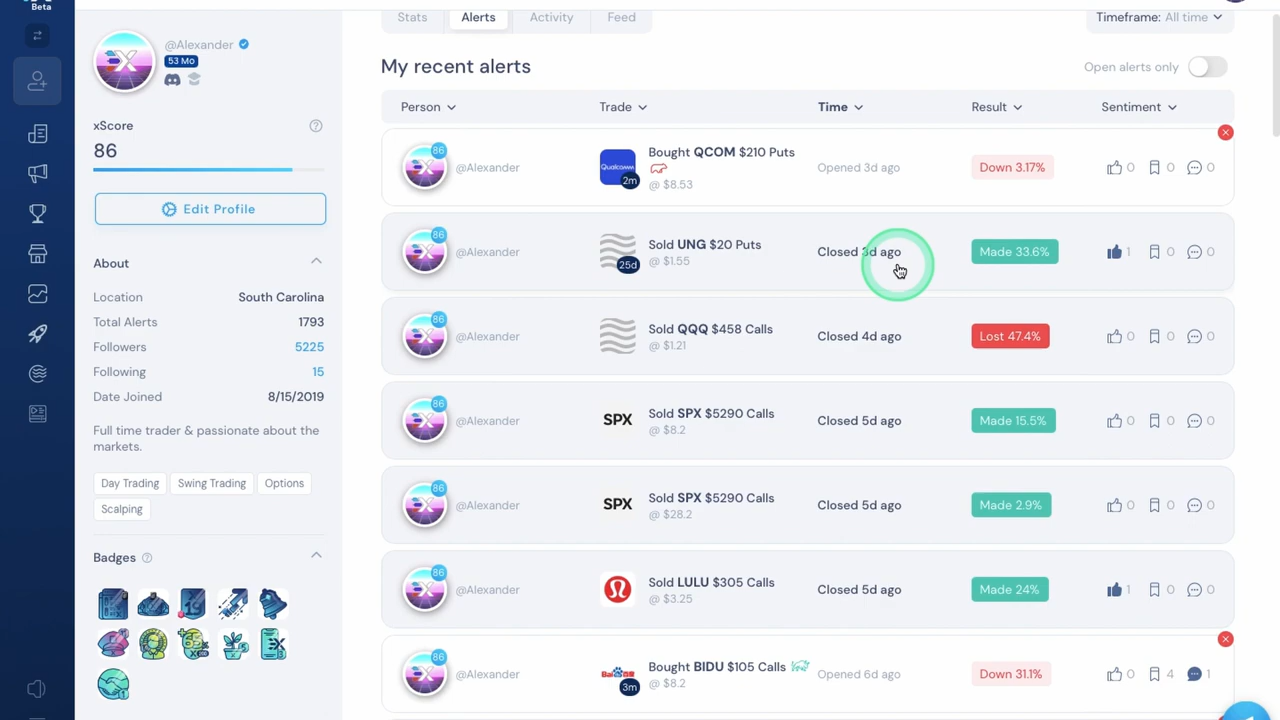 Beta
@Alexander
53 Mo
xScore
86
Edit Profile
About
Location South Carolina
Total Alerts 1793
Followers 5225
Following 15
Date Joined 8/15/2019
Full time trader & passionate about the
markets.
Day Trading Swing Trading Options
Scalping
Badges
Stats Alerts Activity Feed
Timeframe: All time
My recent alerts
Open alerts only
Person Trade Time Result Sentiment
86 @Alexander Qualcomm 2m Bought QCOM $210 Puts
@ $8.53
Opened 3d ago Down 3.17% 0 0 0
86 @Alexander 25d Sold UNG $20 Puts
@ $1.55
Closed 3d ago Made 33.6% 1 0 0
86 @Alexander Sold QQQ $458 Calls
@ $1.21
Closed 4d ago Lost 47.4% 0 0 0
86 @Alexander SPX Sold SPX $5290 Calls
@ $8.2
Closed 5d ago Made 15.5% 0 0 0
86 @Alexander SPX Sold SPX $5290 Calls
@ $28.2
Closed 5d ago Made 2.9% 0 0 0
86 @Alexander Sold LULU $305 Calls
@ $3.25
Closed 5d ago Made 24% 1 0 0
86 @Alexander 3m Bought BIDU $105 Calls
@ $8.2
Opened 6d ago Down 31.1% 0 4 1